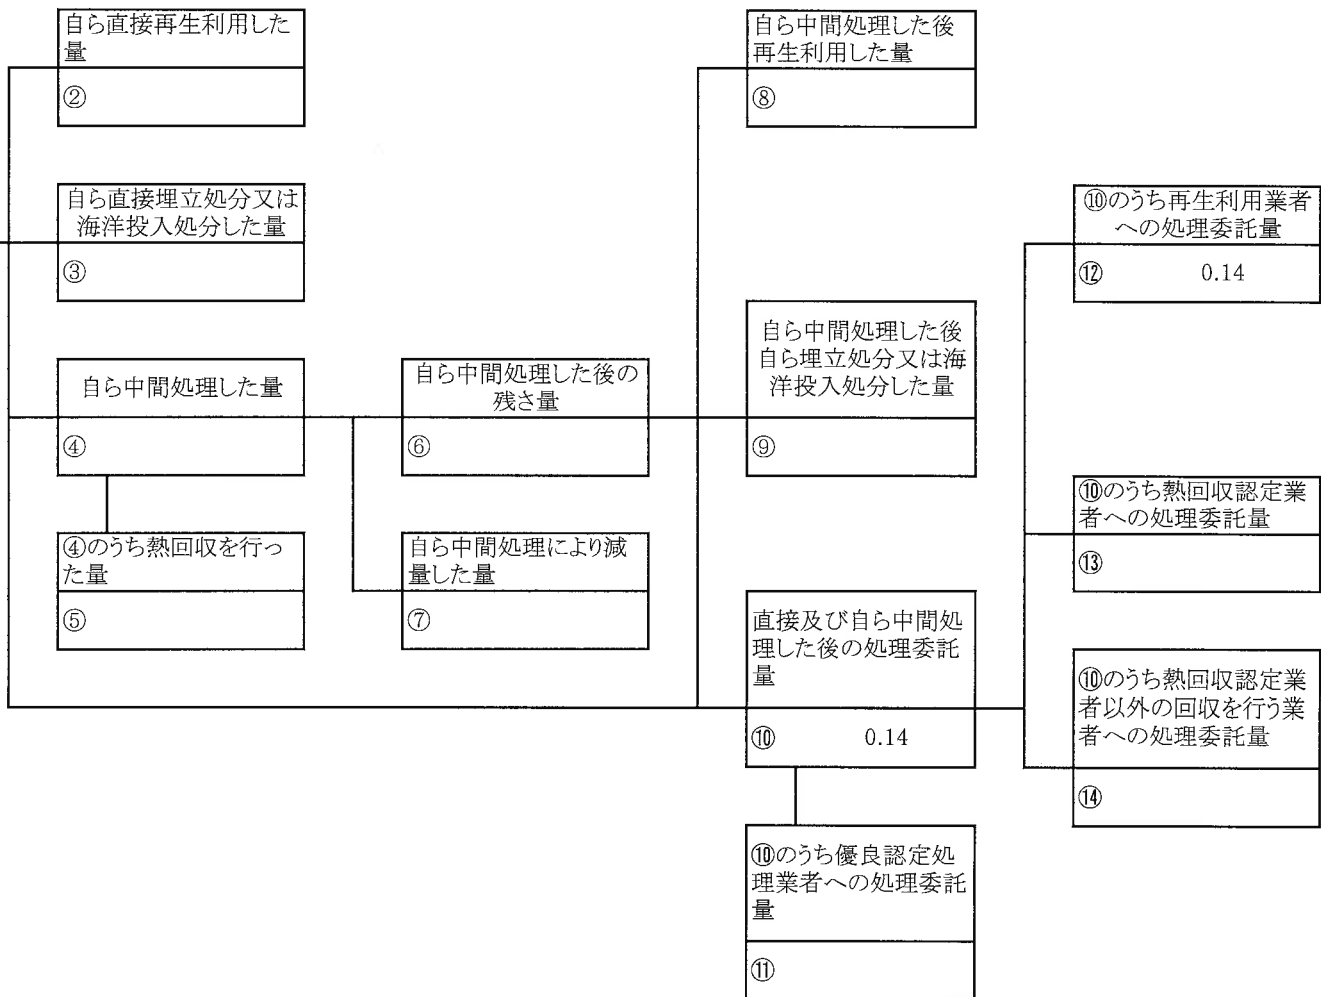 自ら直接再生利用した
量
②
自ら直接埋立処分又は
海洋投入処分した量
③
自ら中間処理した量
④
④のうち熱回収を行っ
た量
⑤
自ら中間処理した後の
残さ量
⑥
自ら中間処理により減
量した量
⑦
自ら中間処理した後
再生利用した量
⑧
自ら中間処理した後
自ら埋立処分又は海
洋投入処分した量
⑨
直接及び自ら中間処
理した後の処理委託
量
⑩ 0.14
⑩のうち優良認定処
理業者への処理委託
量
⑪
⑩のうち再生利用業者
への処理委託量
⑫ 0.14
⑩のうち熱回収認定業
者への処理委託量
⑬
⑩のうち熱回収認定業
者以外の回収を行う業
者への処理委託量
⑭